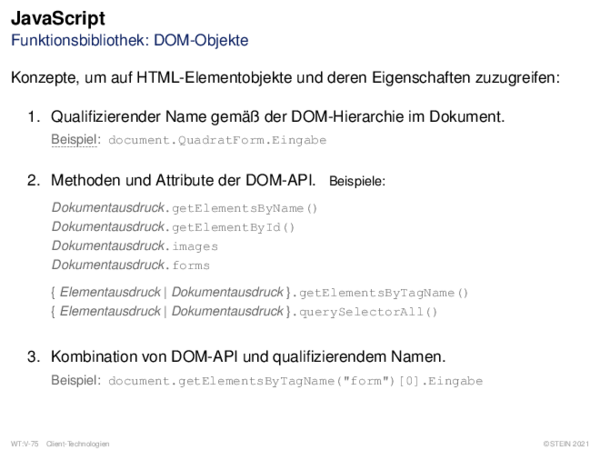 JavaScript
Funktionsbibliothek: DOM-Objekte
Konzepte, um auf HTML-Elementobjekte und deren Eigenschaften zuzugreifen:
1. Qualifizierender Name gemäß der DOM-Hierarchie im Dokument.
Beispiel: document.QuadratForm.Eingabe
2. Methoden und Attribute der DOM-API. Beispiele:
Dokumentausdruck.getElementsByName()
Dokumentausdruck.getElementById()
Dokumentausdruck.images
Dokumentausdruck.forms
{ Elementausdruck | Dokumentausdruck }.getElementsByTagName()
{ Elementausdruck | Dokumentausdruck }.querySelectorAll()
3. Kombination von DOM-API und qualifizierendem Namen.
Beispiel: document.getElementsByTagName("form")[0].Eingabe
WT:V-75 Client-Technologien ©STEIN 2021